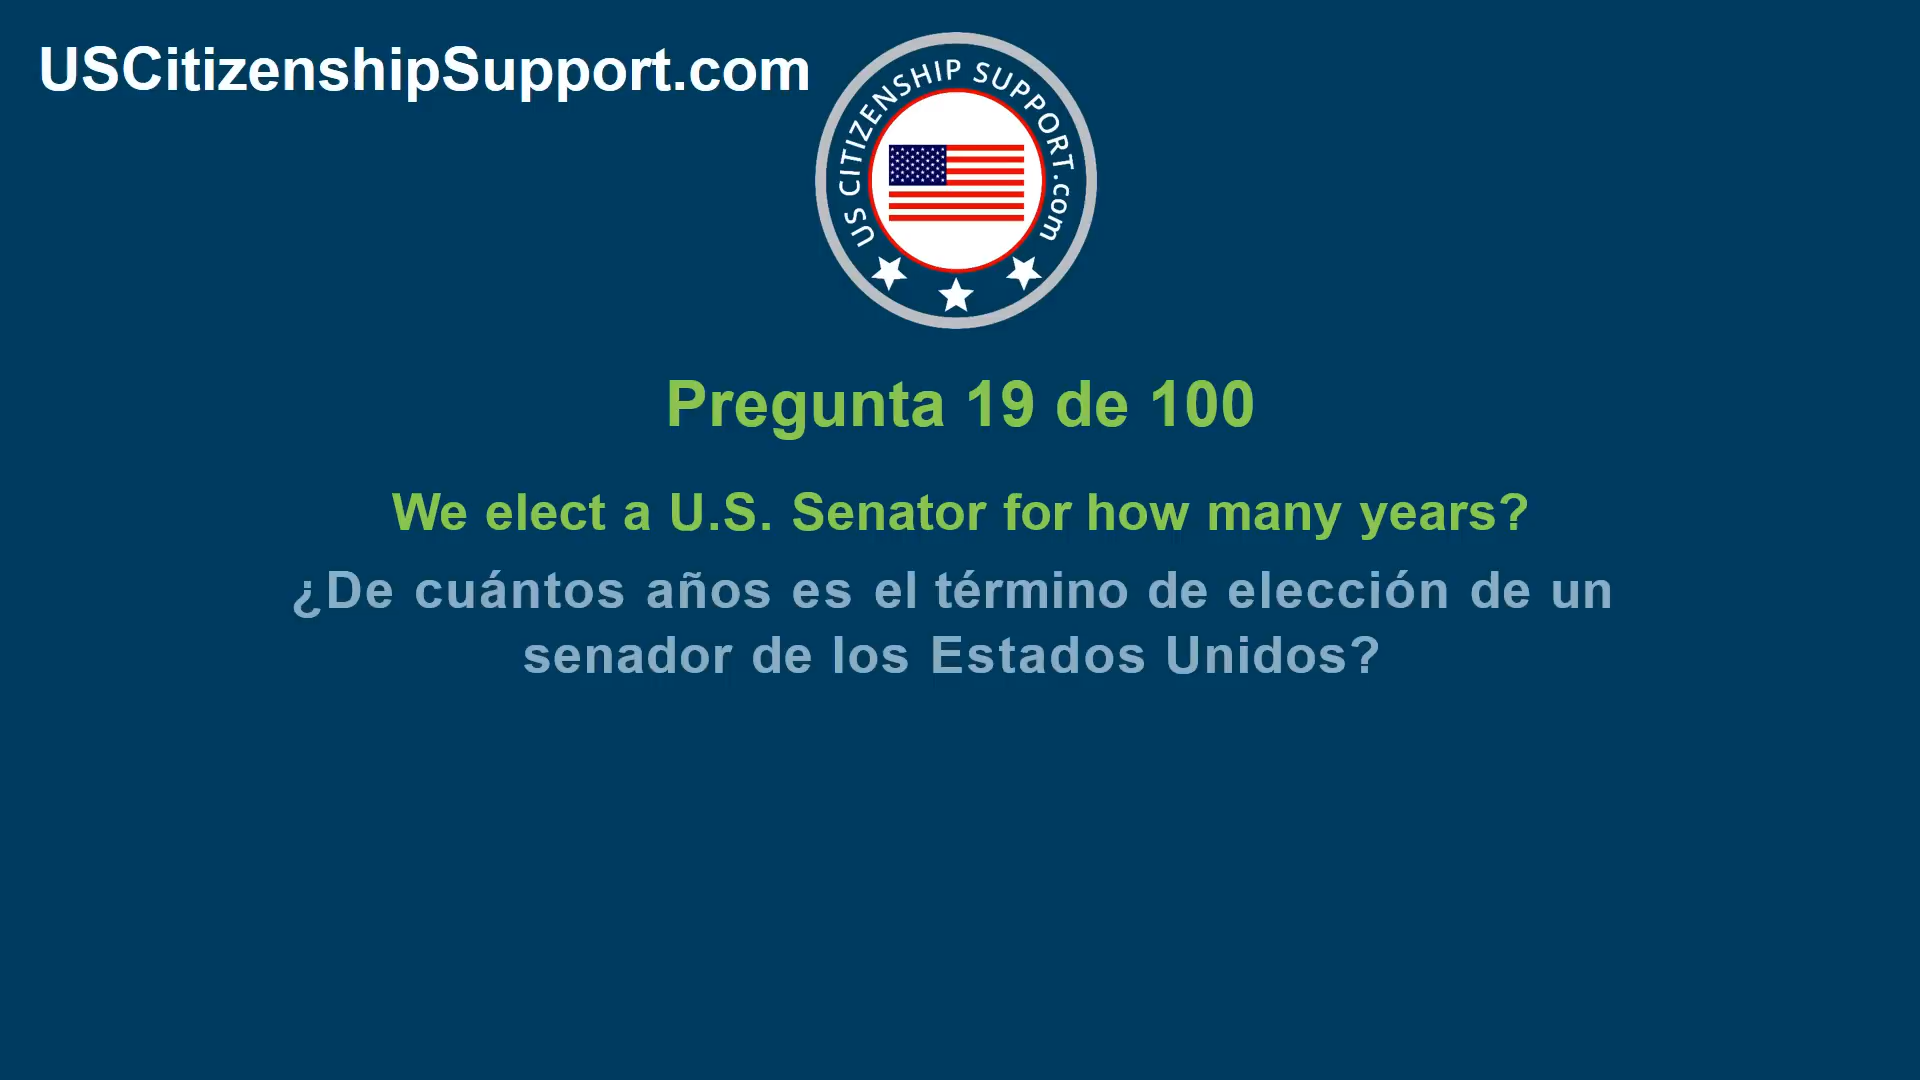 USCitizenshipSupport.com
US CITIZENSHIP SUPPORT.com
Pregunta 19 de 100
We elect a U.S. Senator for how many years?
¿De cuántos años es el término de elección de un
senador de los Estados Unidos?